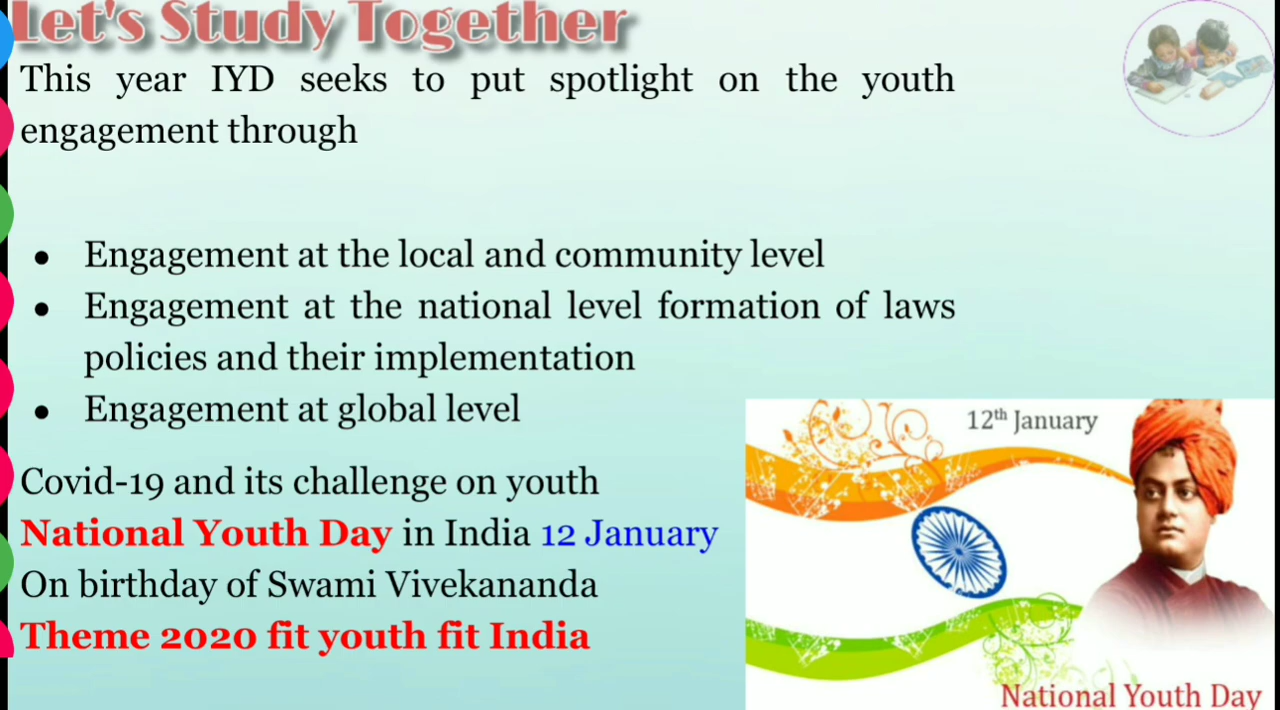 Let's Study Together
This year IYD seeks to put spotlight on the youth
engagement through
• Engagement at the local and community level
• Engagement at the national level formation of laws
policies and their implementation
• Engagement at global level
Covid-19 and its challenge on youth
National Youth Day in India 12 January
On birthday of Swami Vivekananda
Theme 2020 fit youth fit India
12th January
National Youth Day